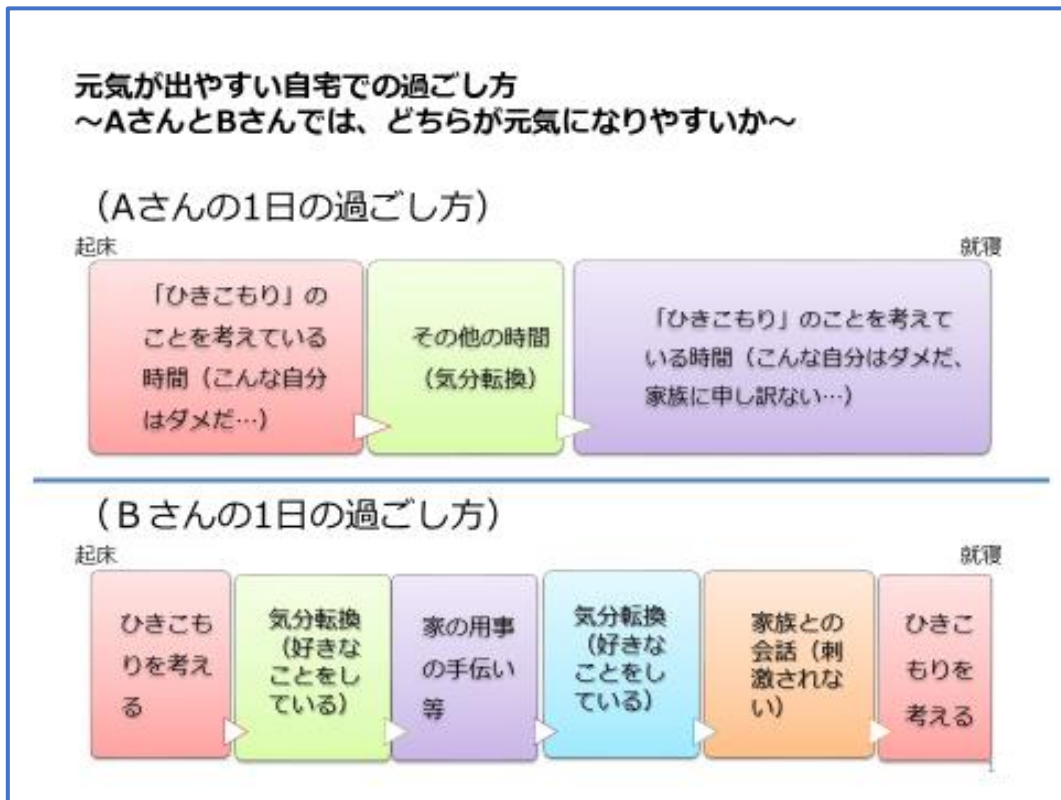 元気が出やすい自宅での過ごし方
～AさんとBさんでは、どちらが元気になりやすいか～
（Aさんの1日の過ごし方）
起床
就寝
「ひきこもり」の
ことを考えている
時間（こんな自分
はダメだ…）
その他の時間
（気分転換）
「ひきこもり」のことを考えて
いる時間（こんな自分はダメだ、
家族に申し訳ない…）
（Ｂさんの1日の過ごし方）
起床
就寝
ひきこも
りを考え
る
気分転換
（好きな
ことをし
ている）
家の用事
の手伝い
等
気分転換
（好きな
ことをし
ている）
家族との
会話（刺
激されな
い）
ひきこ
もりを
考える
1